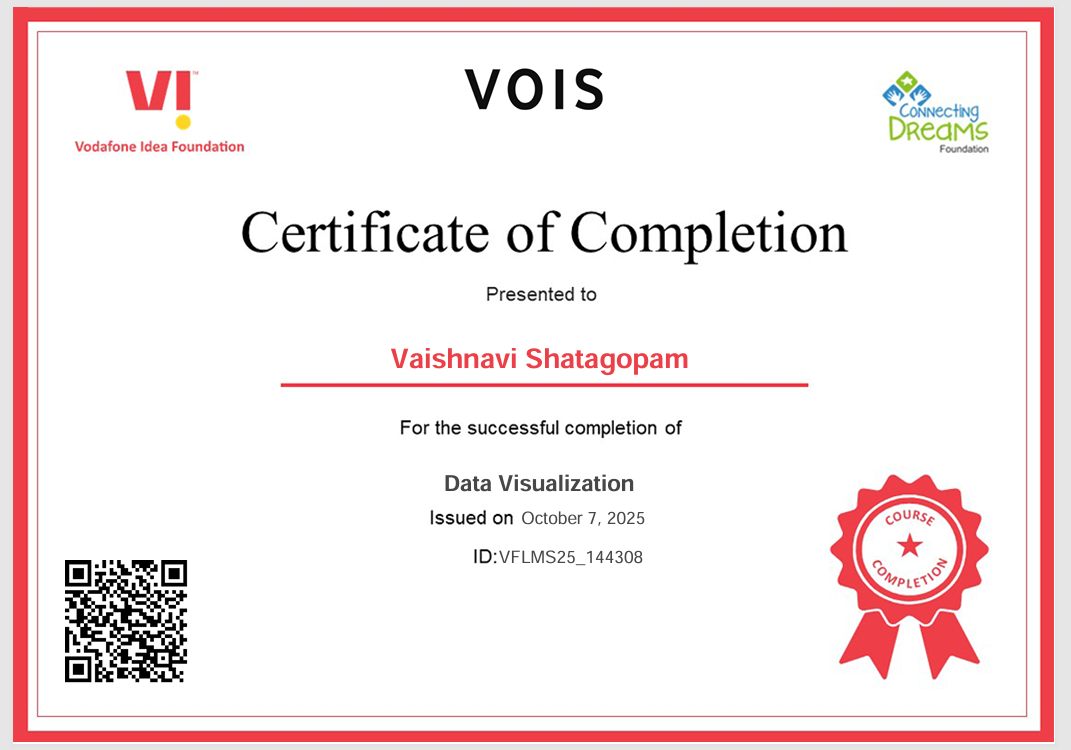 VI
TM
Vodafone Idea Foundation
VOIS
Connecting
Dreams
Foundation
Certificate of Completion
Presented to
Vaishnavi Shatagopam
For the successful completion of
Data Visualization
Issued on October 7, 2025
ID:VFLMS25_144308
COURSE
COMPLETION